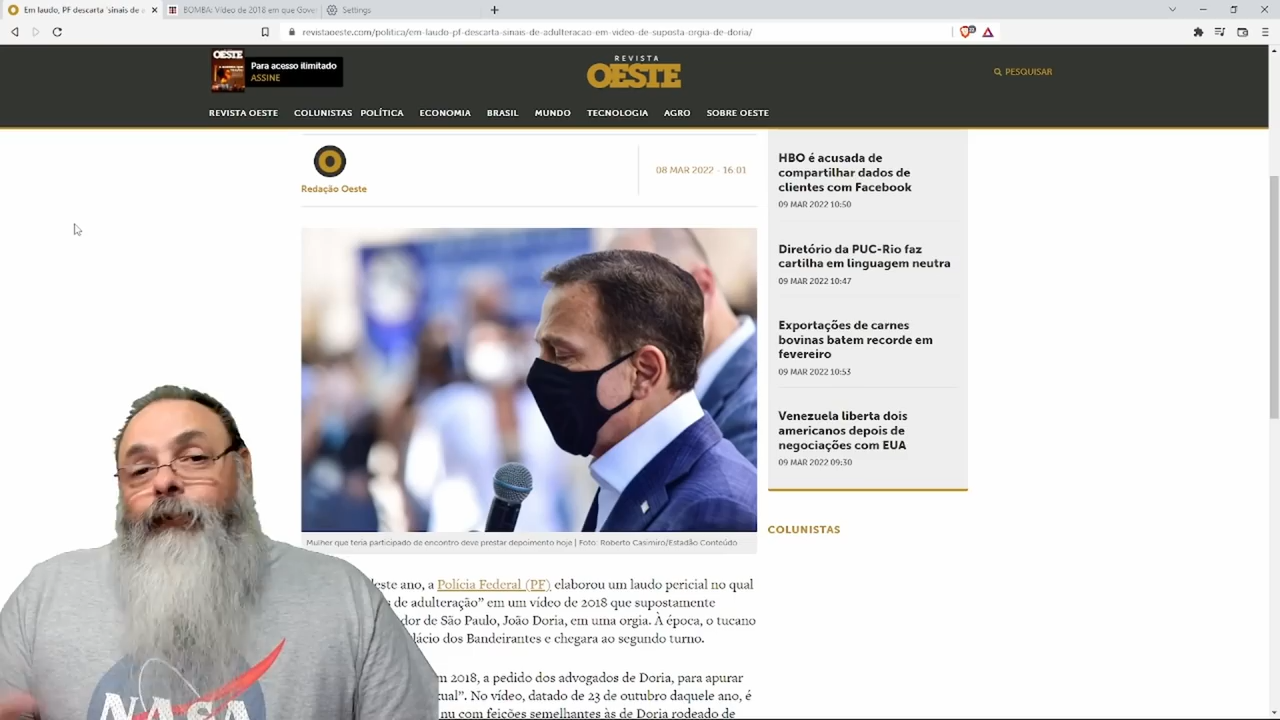 Em laudo, PF descarta 'sinais de a
BOMBA: Vídeo de 2018 em que Gove
Settings
revistaoeste.com/politica/em-laudo-pf-descarta-sinais-de-adulteracao-em-video-de-suposta-orgia-de-doria/
OESTE
Para acesso ilimitado
ASSINE
REVISTA
OESTE
PESQUISAR
REVISTA OESTE COLUNISTAS POLÍTICA ECONOMIA BRASIL MUNDO TECNOLOGIA AGRO SOBRE OESTE
Redação Oeste
08 MAR 2022 - 16:01
Mulher que teria participado de encontro deve prestar depoimento hoje | Foto: Roberto Casimiro/Estadão Conteúdo
este ano, a Polícia Federal (PF) elaborou um laudo pericial no qual
de adulteração” em um vídeo de 2018 que supostamente
dor de São Paulo, João Doria, em uma orgia. À época, o tucano
lácio dos Bandeirantes e chegara ao segundo turno.
m 2018, a pedido dos advogados de Doria, para apurar
ual”. No vídeo, datado de 23 de outubro daquele ano, é
nu com feições semelhantes às de Doria rodeado de
HBO é acusada de
compartilhar dados de
clientes com Facebook
09 MAR 2022 10:50
Diretório da PUC-Rio faz
cartilha em linguagem neutra
09 MAR 2022 10:47
Exportações de carnes
bovinas batem recorde em
fevereiro
09 MAR 2022 10:53
Venezuela liberta dois
americanos depois de
negociações com EUA
09 MAR 2022 09:30
COLUNISTAS
NASA